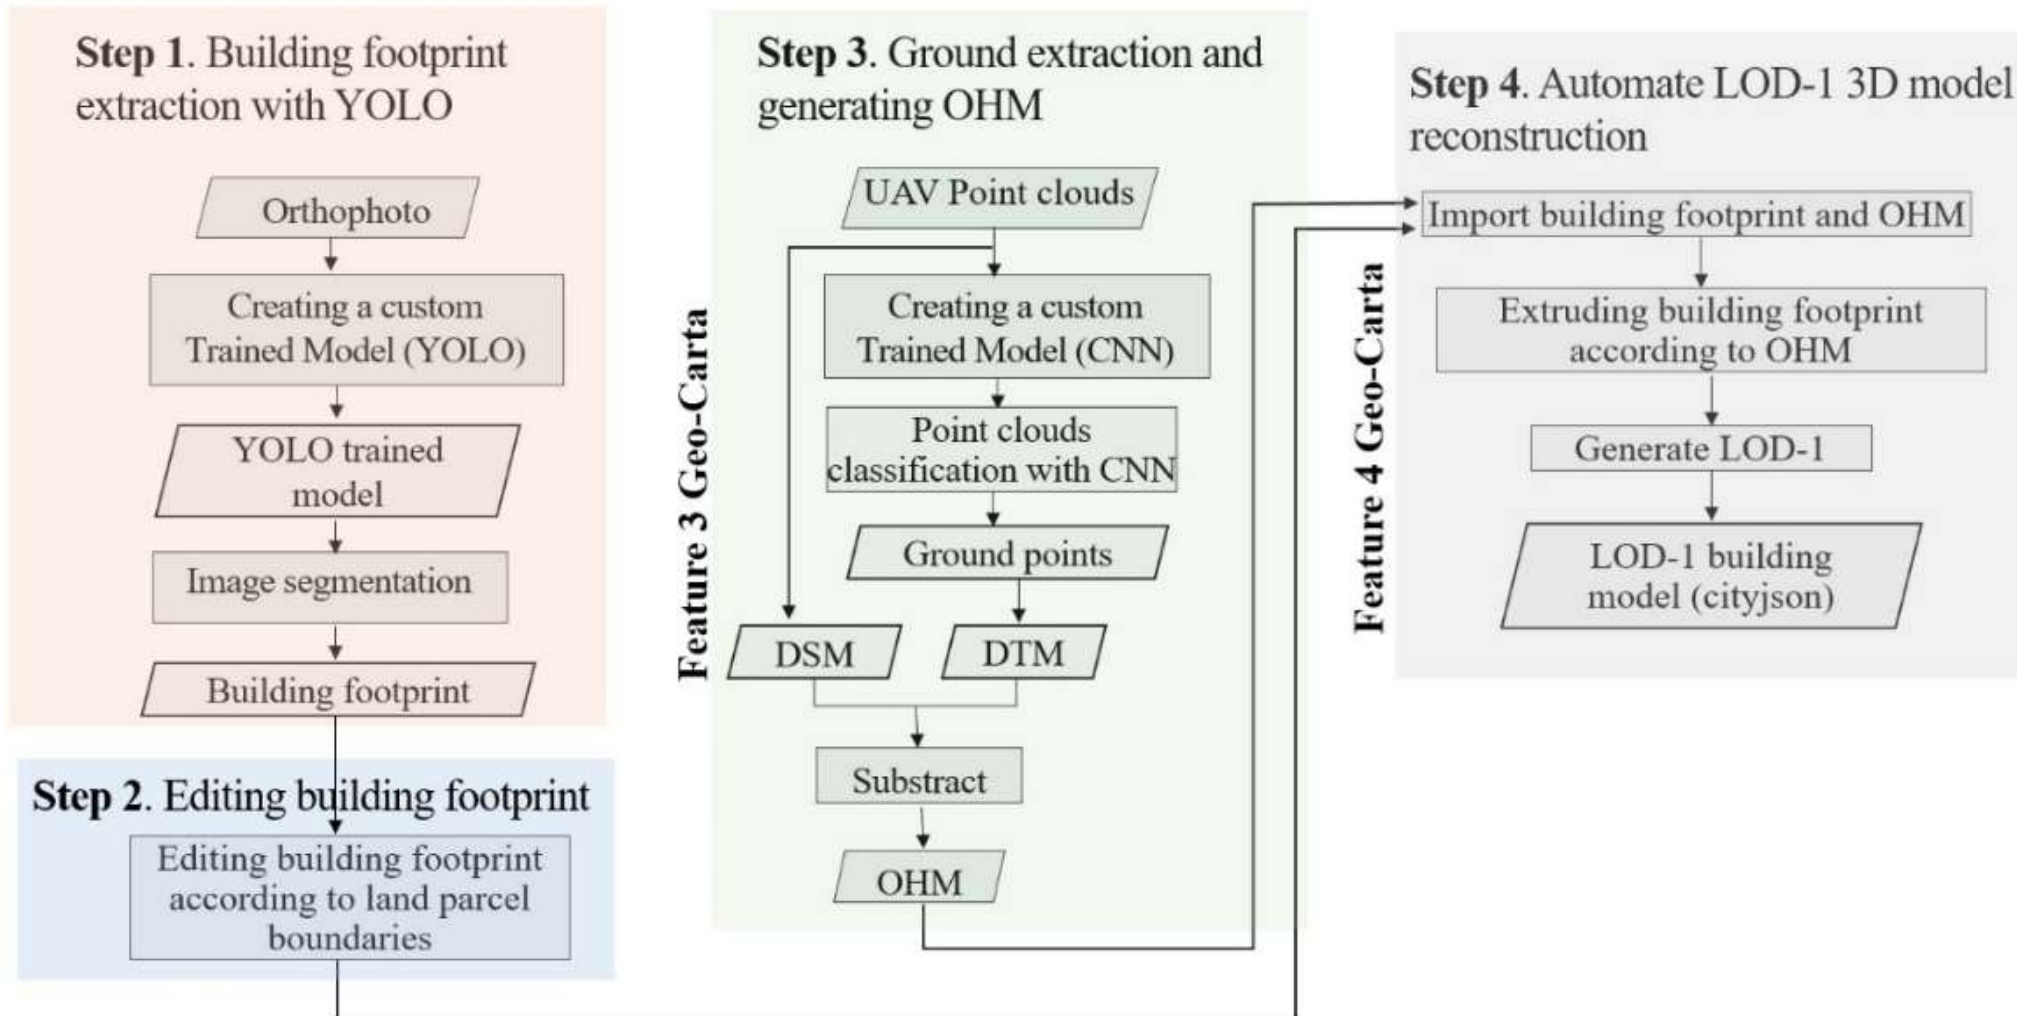 Step 1. Building footprint
extraction with YOLO
Orthophoto
Creating a custom
Trained Model (YOLO)
YOLO trained
model
Image segmentation
Building footprint
Step 2. Editing building footprint
Editing building footprint
according to land parcel
boundaries
Feature 3 Geo-Carta
Step 3. Ground extraction and
generating OHM
UAV Point clouds
Creating a custom
Trained Model (CNN)
Point clouds
classification with CNN
Ground points
DSM
DTM
Substract
OHM
Feature 4 Geo-Carta
Step 4. Automate LOD-1 3D model
reconstruction
Import building footprint and OHM
Extruding building footprint
according to OHM
Generate LOD-1
LOD-1 building
model (cityjson)